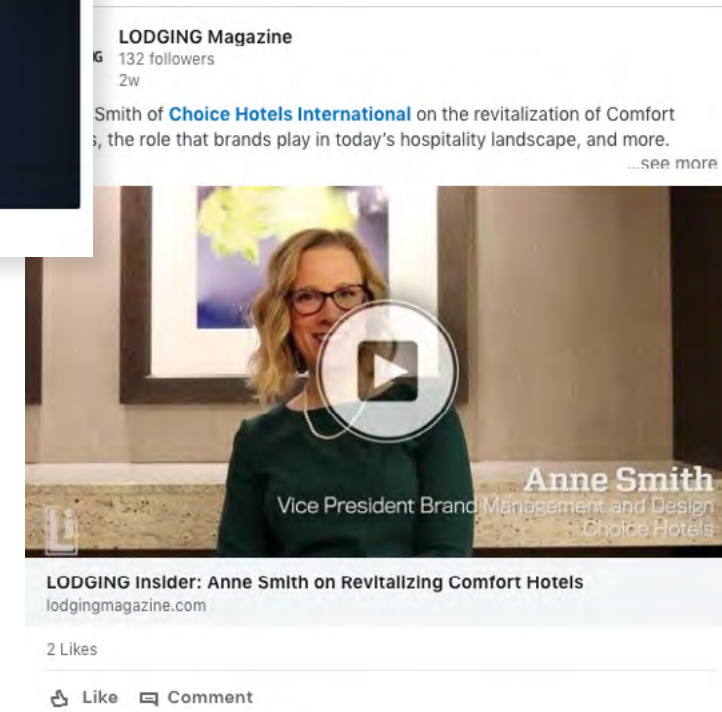 LODGING Magazine
G
132 followers
2w
Smith of Choice Hotels International on the revitalization of Comfort
s, the role that brands play in today's hospitality landscape, and more.
...see more
Anne Smith
Vice President Brand Management and Design
Choice Hotels
Li
LODGING Insider: Anne Smith on Revitalizing Comfort Hotels
lodgingmagazine.com
2 Likes
Like Comment